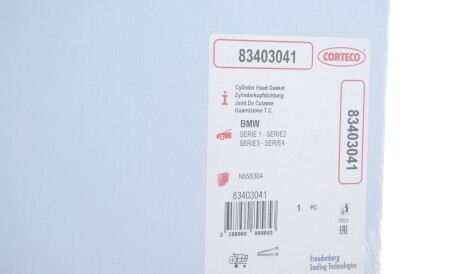 83403041
CORTECO
Cylinder Head Gasket
Zylinderkopfdichtung
Joint De Culasse
Guarnizione T.C.
BMW
SERIE 1 - SERIE2
SERIE3 - SERIE4
83403041
N55B30A
83403041
1 PC
EAC
Freudenberg
Sealing Technologies